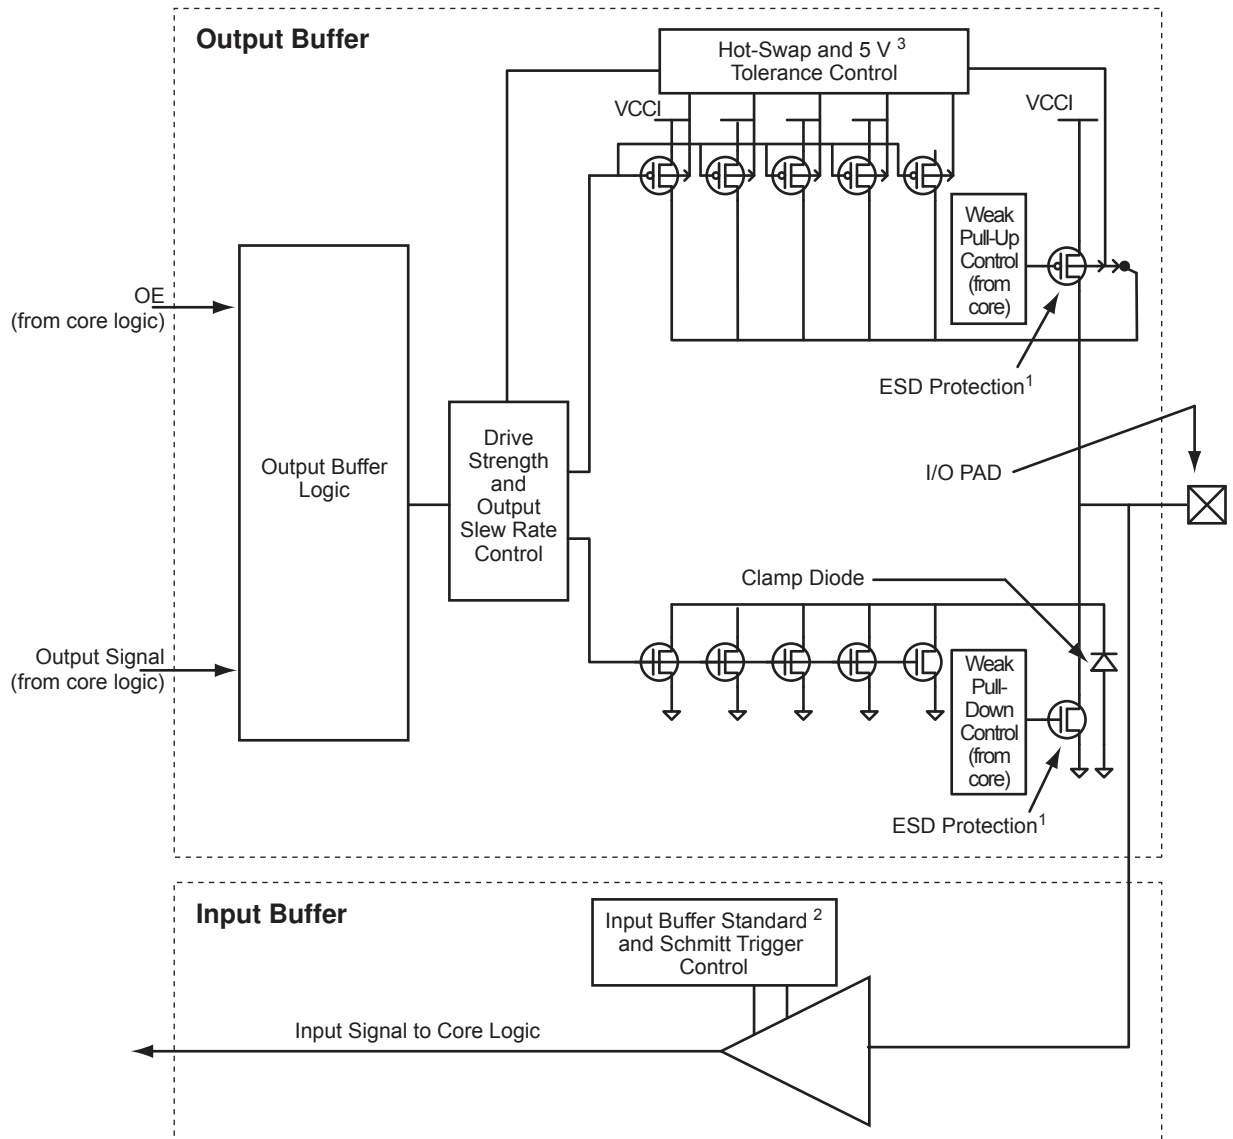 Output Buffer
Hot-Swap and 5 V 3
Tolerance Control
VCCI
VCCI
Weak
Pull-Up
Control
(from
core)
OE
(from core logic)
ESD Protection1
Drive
Strength
and
Output
Slew Rate
Control
Output Buffer
Logic
I/O PAD
Clamp Diode
Output Signal
(from core logic)
Weak
Pull-
Down
Control
(from
core)
ESD Protection1
Input Buffer
Input Buffer Standard 2
and Schmitt Trigger
Control
Input Signal to Core Logic